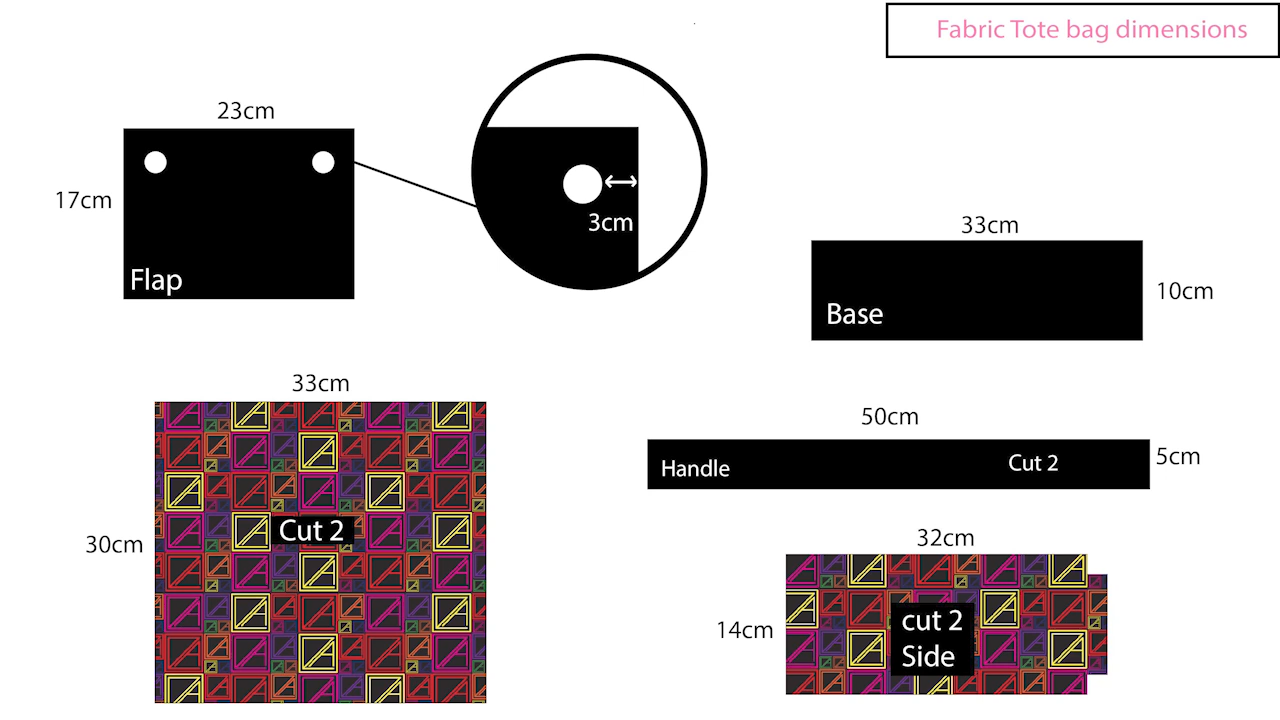 Fabric Tote bag dimensions
23cm
17cm
Flap
3cm
33cm
10cm
Base
33cm
30cm
Cut 2
50cm
Handle
Cut 2
5cm
32cm
14cm
cut 2
Side